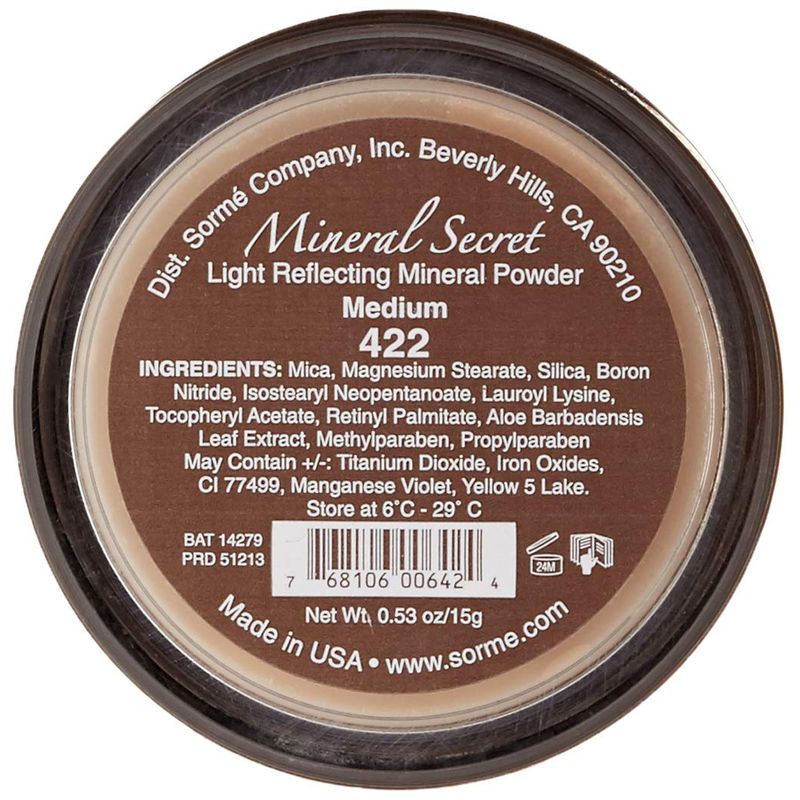 Dist. Sormé Company, Inc. Beverly Hills, CA 90210
Mineral Secret
Light Reflecting Mineral Powder
Medium
422
INGREDIENTS: Mica, Magnesium Stearate, Silica, Boron
Nitride, Isostearyl Neopentanoate, Lauroyl Lysine,
Tocopheryl Acetate, Retinyl Palmitate, Aloe Barbadensis
Leaf Extract, Methylparaben, Propylparaben
May Contain +/-: Titanium Dioxide, Iron Oxides,
CI 77499, Manganese Violet, Yellow 5 Lake.
Store at 6˚C - 29˚ C
BAT 14279
PRD 51213
7 68106 00642 4
24M
Net Wt. 0.53 oz/15g
Made in USA • www.sorme.com